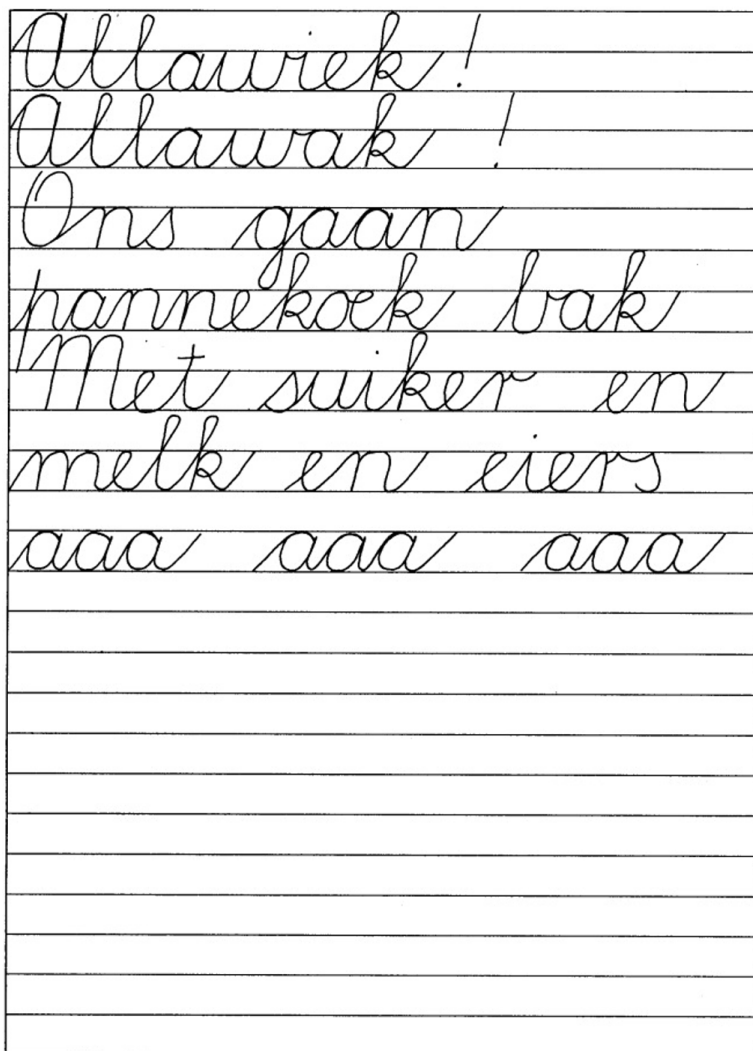 Allawiek!
Allawak !
Ons gaan
pannekoek bak
Met suiker en
melk en eiers
aaa aaa aaa